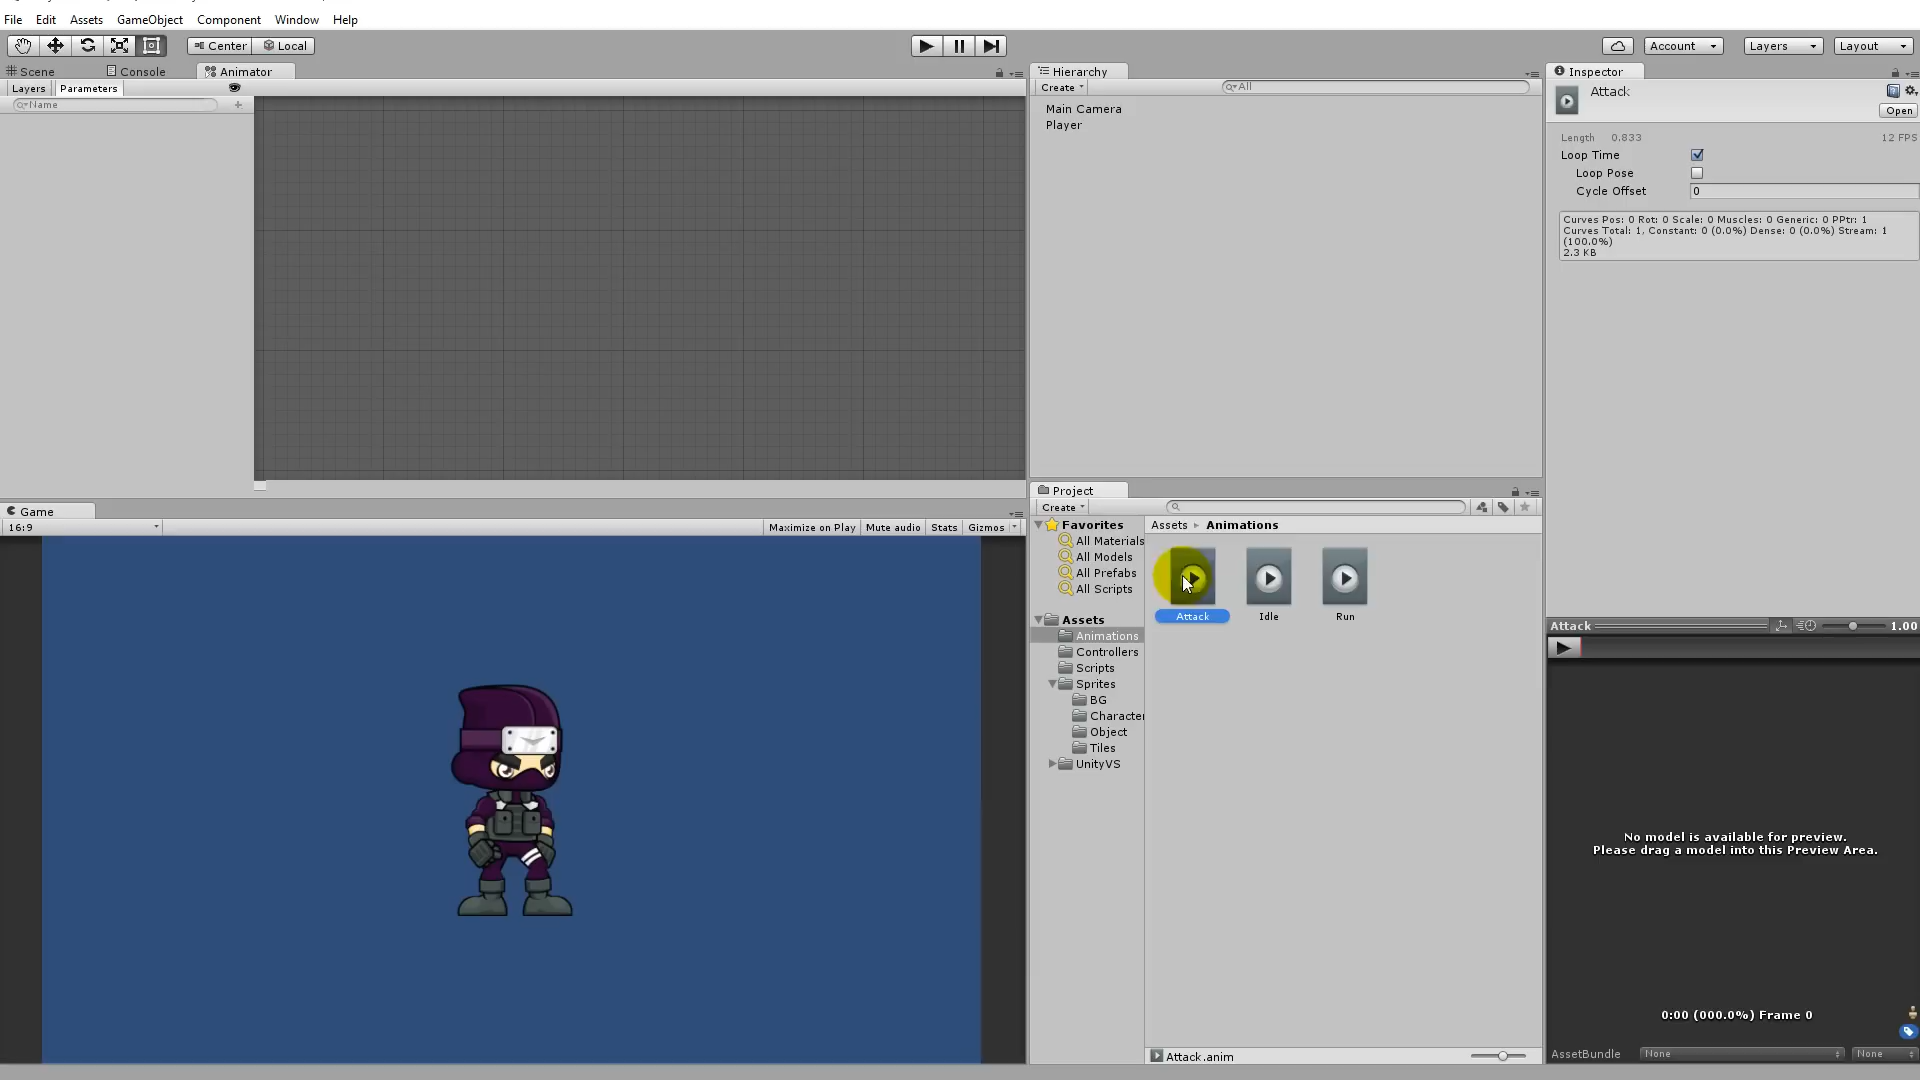 File Edit Assets GameObject Component Window Help
Center Local
Account Layers Layout
Scene Console Animator
Layers Parameters
Name
Hierarchy
Create All
Main Camera
Player
Inspector
Attack
Open
Length 0.833 12 FPS
Loop Time
Loop Pose
Cycle Offset 0
Curves Pos: 0 Rot: 0 Scale: 0 Muscles: 0 Generic: 0 PPtr: 1
Curves Total: 1, Constant: 0 (0.0%) Dense: 0 (0.0%) Stream: 1
(100.0%)
2.3 KB
Game
16:9 Maximize on Play Mute audio Stats Gizmos
Project
Create
Favorites
All Materials
All Models
All Prefabs
All Scripts
Assets
Animations
Controllers
Scripts
Sprites
BG
Character
Object
Tiles
UnityVS
Assets Animations
Attack Idle Run
Attack.anim
Attack 1.00
No model is available for preview.
Please drag a model into this Preview Area.
0:00 (000.0%) Frame 0
AssetBundle None None